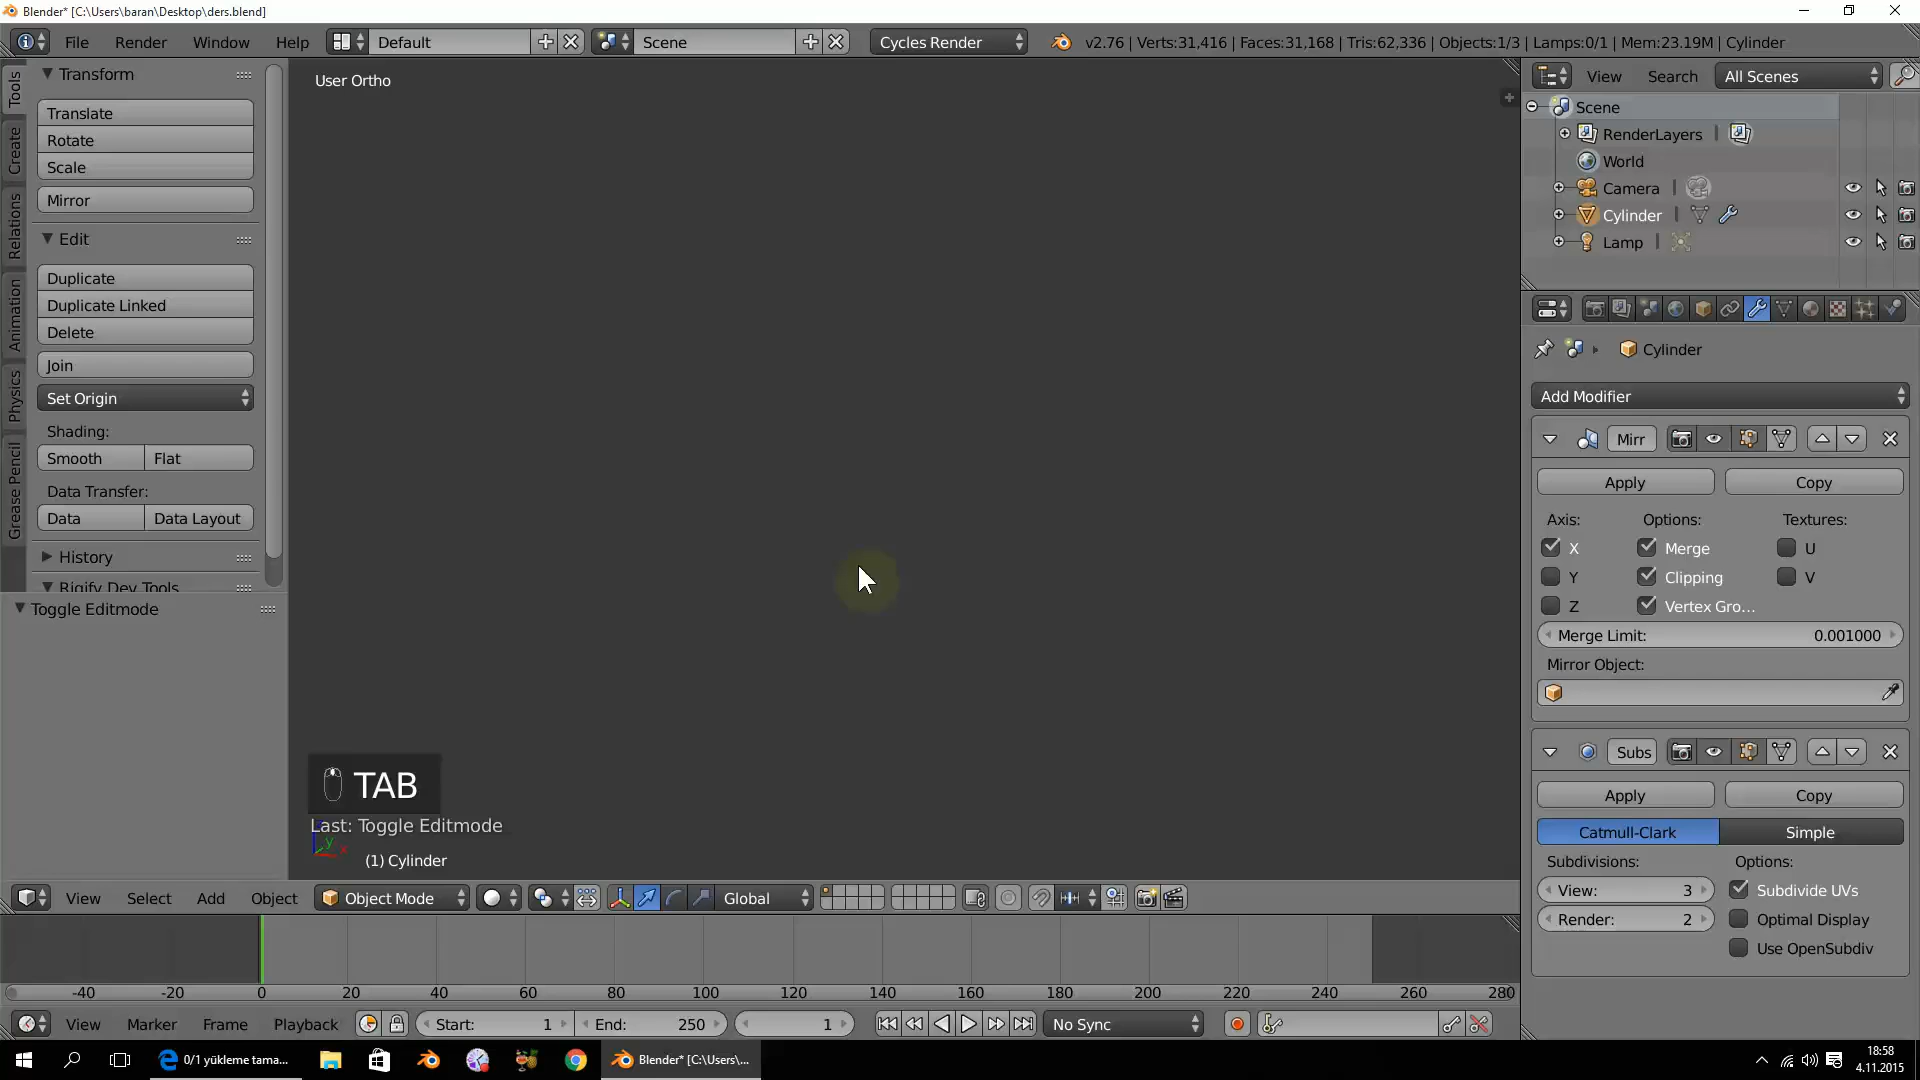 Blender* [C:\Users\baran\Desktop\ders.blend]
File Render Window Help Default Scene Cycles Render v2.76 | Verts:31,416 | Faces:31,168 | Tris:62,336 | Objects:1/3 | Lamps:0/1 | Mem:23.19M | Cylinder
Tools
Create
Relations
Animation
Physics
Grease Pencil
Transform
Translate
Rotate
Scale
Mirror
Edit
Duplicate
Duplicate Linked
Delete
Join
Set Origin
Shading:
Smooth Flat
Data Transfer:
Data Data Layout
History
Rigify Dev Tools
Toggle Editmode
User Ortho
TAB
Last: Toggle Editmode
y x
(1) Cylinder
View Select Add Object Object Mode Global
View Search All Scenes
Scene
RenderLayers |
World
Camera |
Cylinder |
Lamp |
Cylinder
Add Modifier
Mirr
Apply Copy
Axis: Options: Textures:
X Merge U
Y Clipping V
Z Vertex Gro...
Merge Limit: 0.001000
Mirror Object:
Subs
Apply Copy
Catmull-Clark Simple
Subdivisions: Options:
View: 3 Subdivide UVs
Render: 2 Optimal Display
Use OpenSubdiv
-40 -20 0 20 40 60 80 100 120 140 160 180 200 220 240 260 280
View Marker Frame Playback Start: 1 End: 250 1 No Sync
0/1 yükleme tama... Blender* [C:\Users\... 18:58
4.11.2015